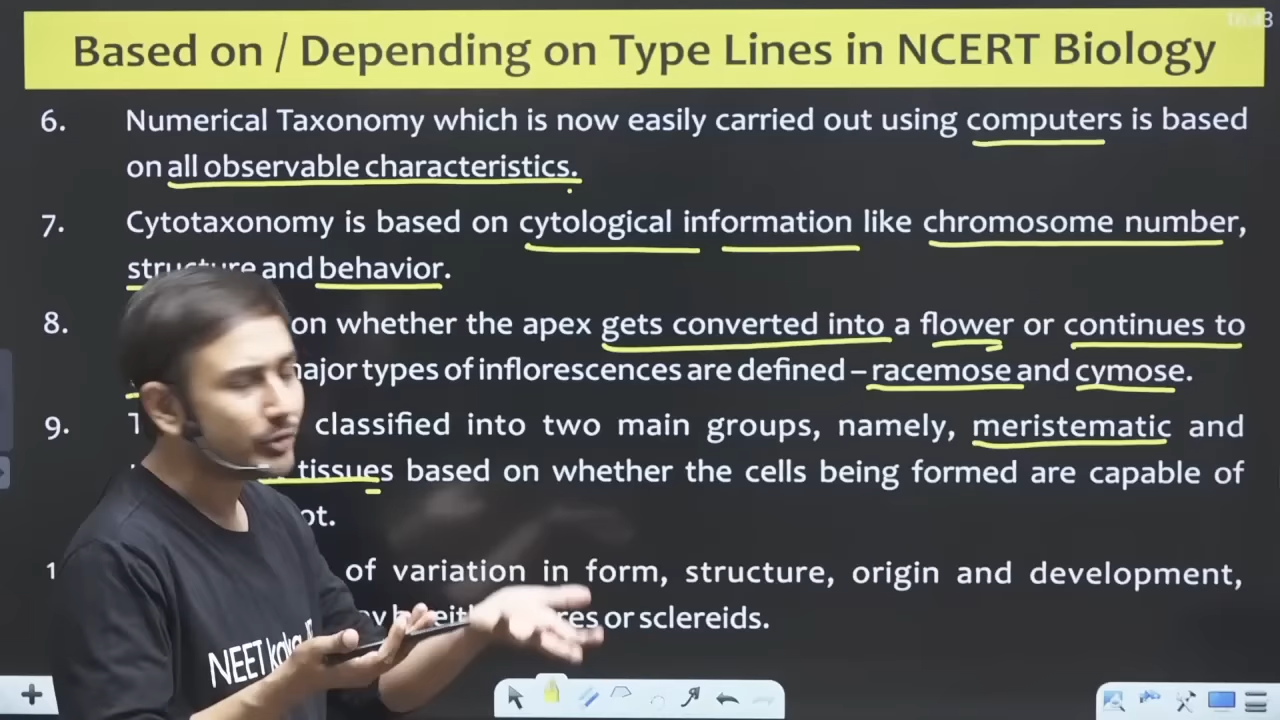 Based on / Depending on Type Lines in NCERT Biology
6. Numerical Taxonomy which is now easily carried out using computers is based
on all observable characteristics.
7. Cytotaxonomy is based on cytological information like chromosome number,
structure and behavior.
8. on whether the apex gets converted into a flower or continues to
major types of inflorescences are defined – racemose and cymose.
9. classified into two main groups, namely, meristematic and
tissues based on whether the cells being formed are capable of
of variation in form, structure, origin and development,
or sclereids.
NEET